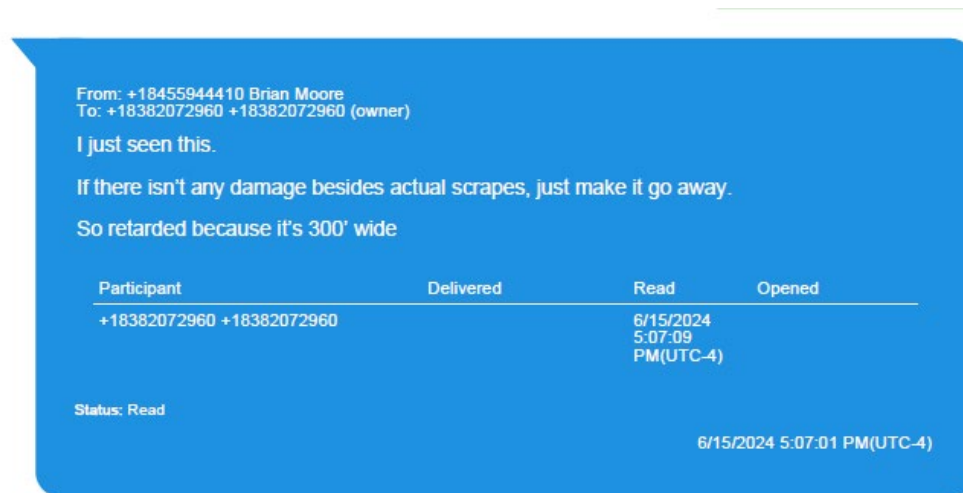 From: +18455944410 Brian Moore
To: +18382072960 +18382072960 (owner)
I just seen this.
If there isn't any damage besides actual scrapes, just make it go away.
So retarded because it's 300' wide
Participant Delivered Read Opened
+18382072960 +18382072960 6/15/2024
5:07:09
PM(UTC-4)
Status: Read
6/15/2024 5:07:01 PM(UTC-4)